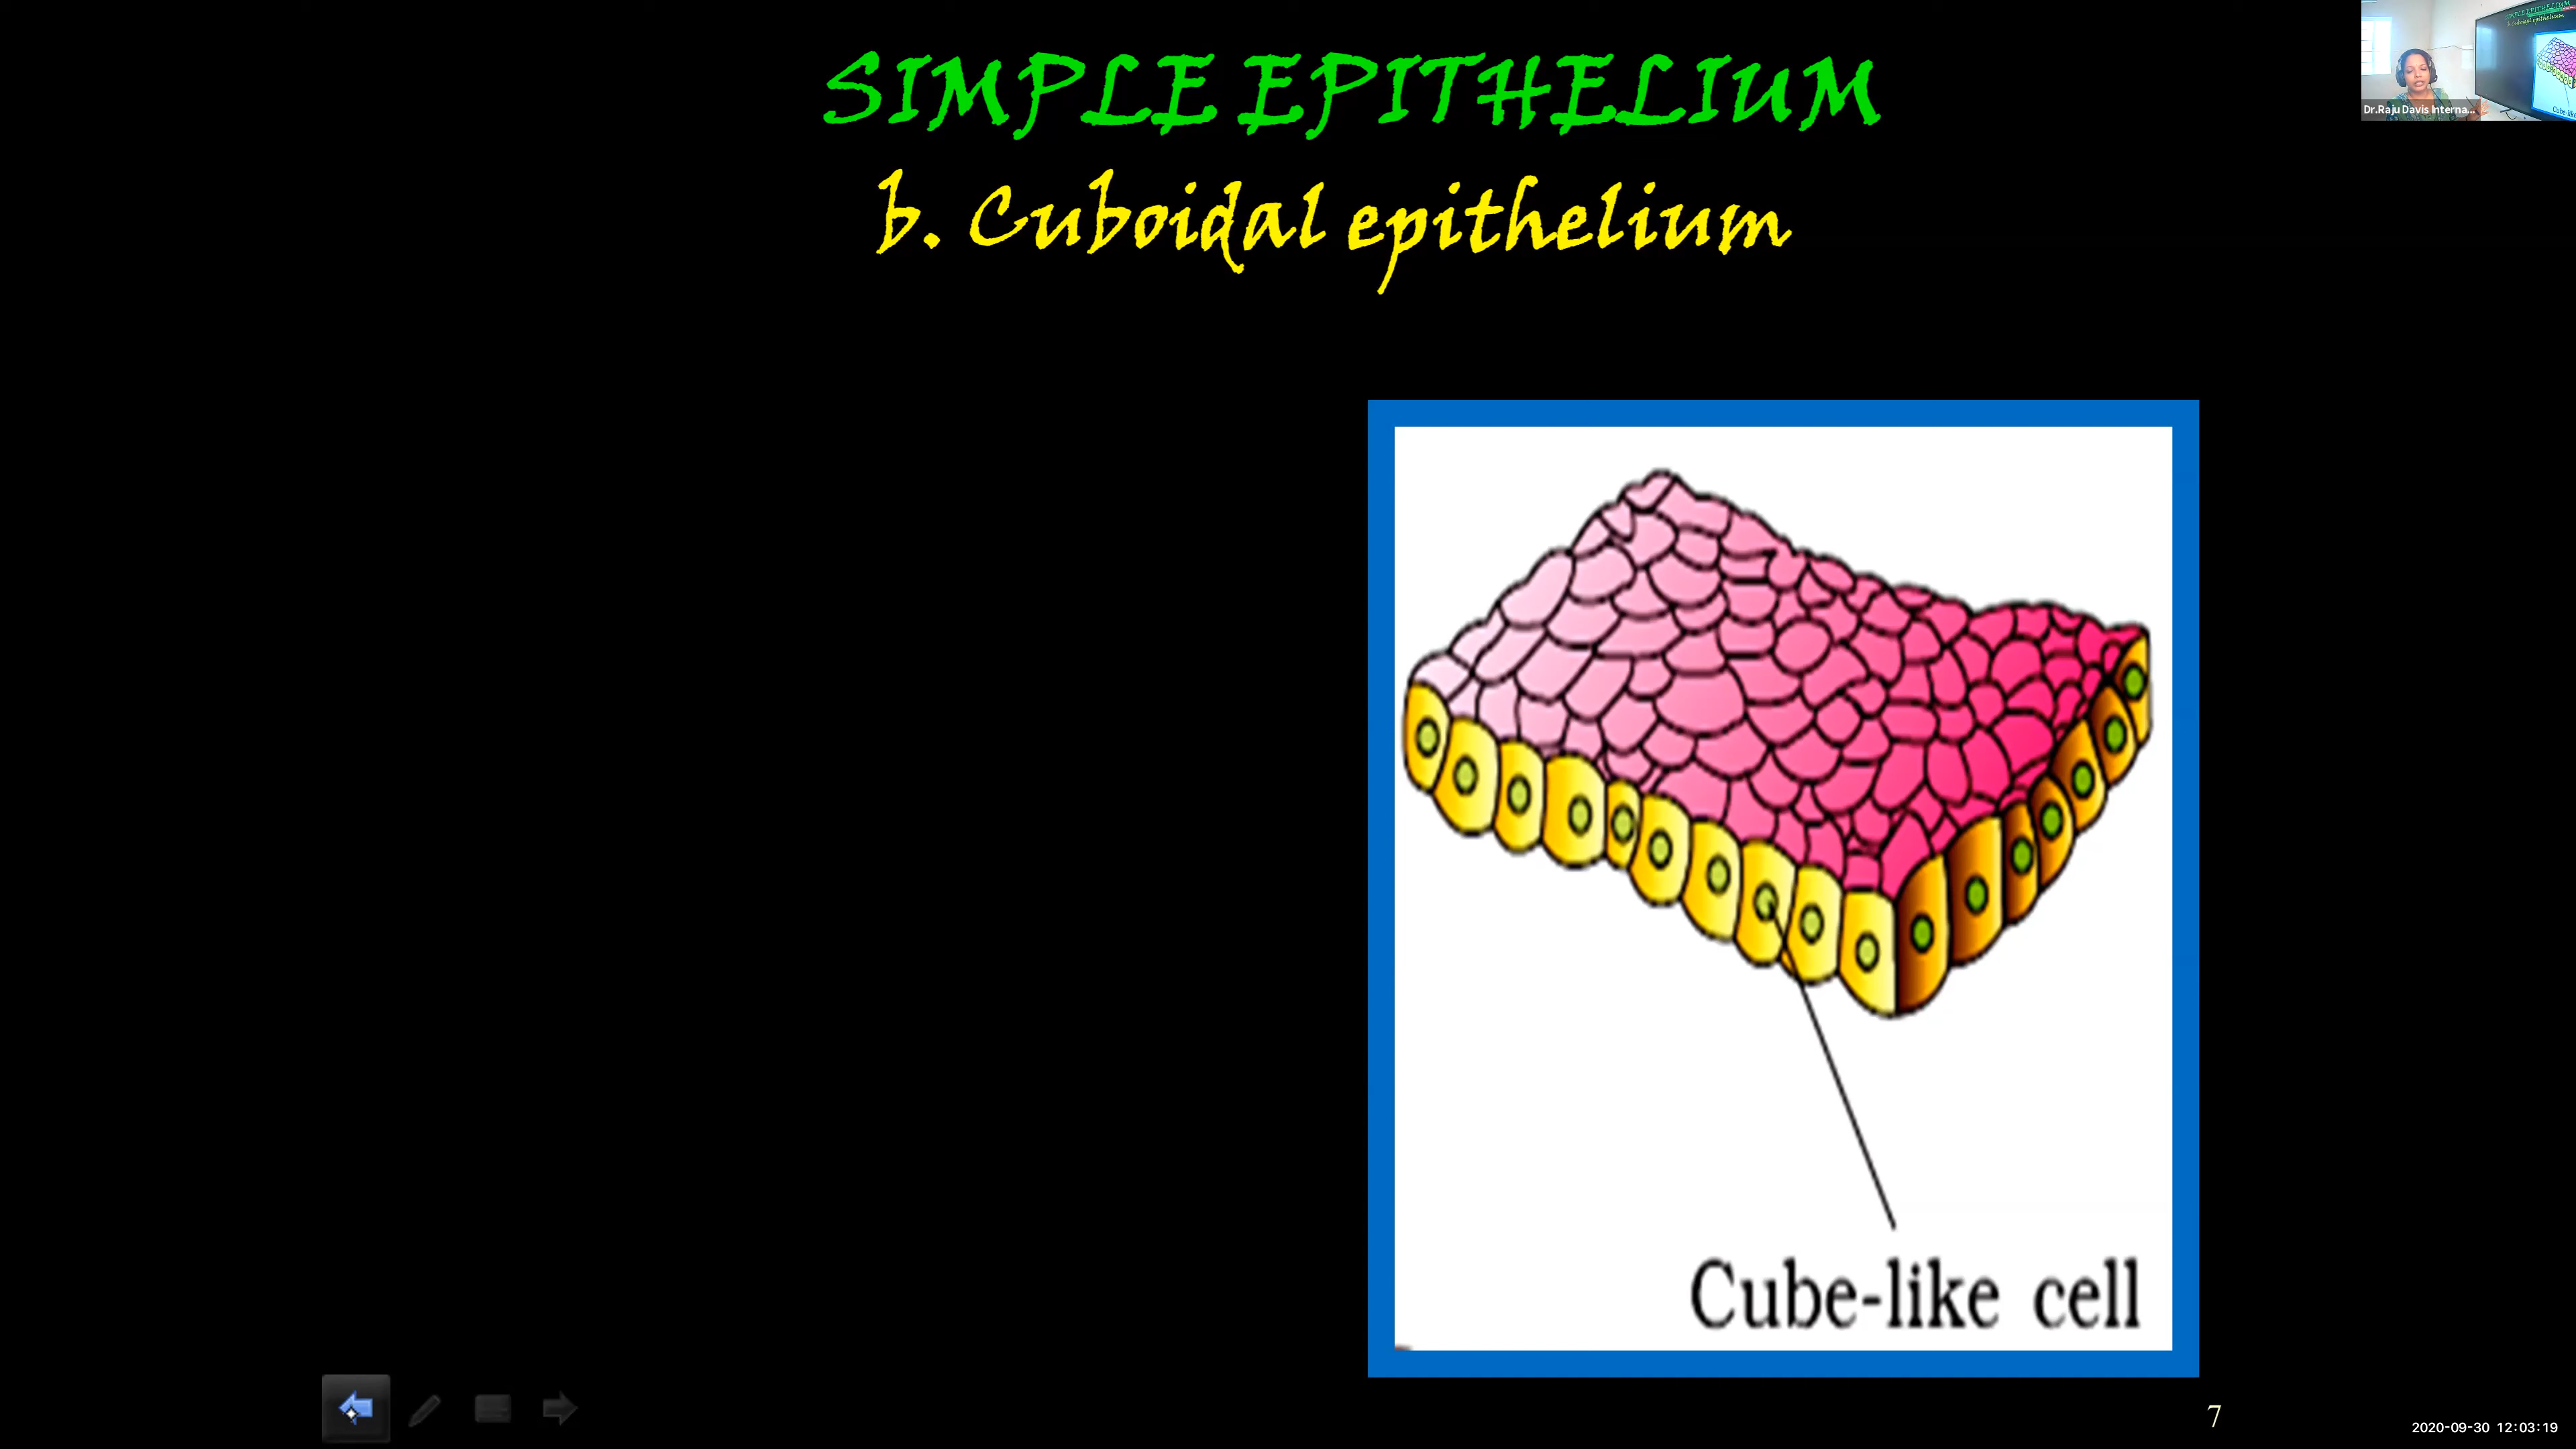 SIMPLE EPITHELIUM
b. Cuboidal epithelium
Dr.Raju Davis Interna...
Cube-like cell
7
2020-09-30 12:03:19